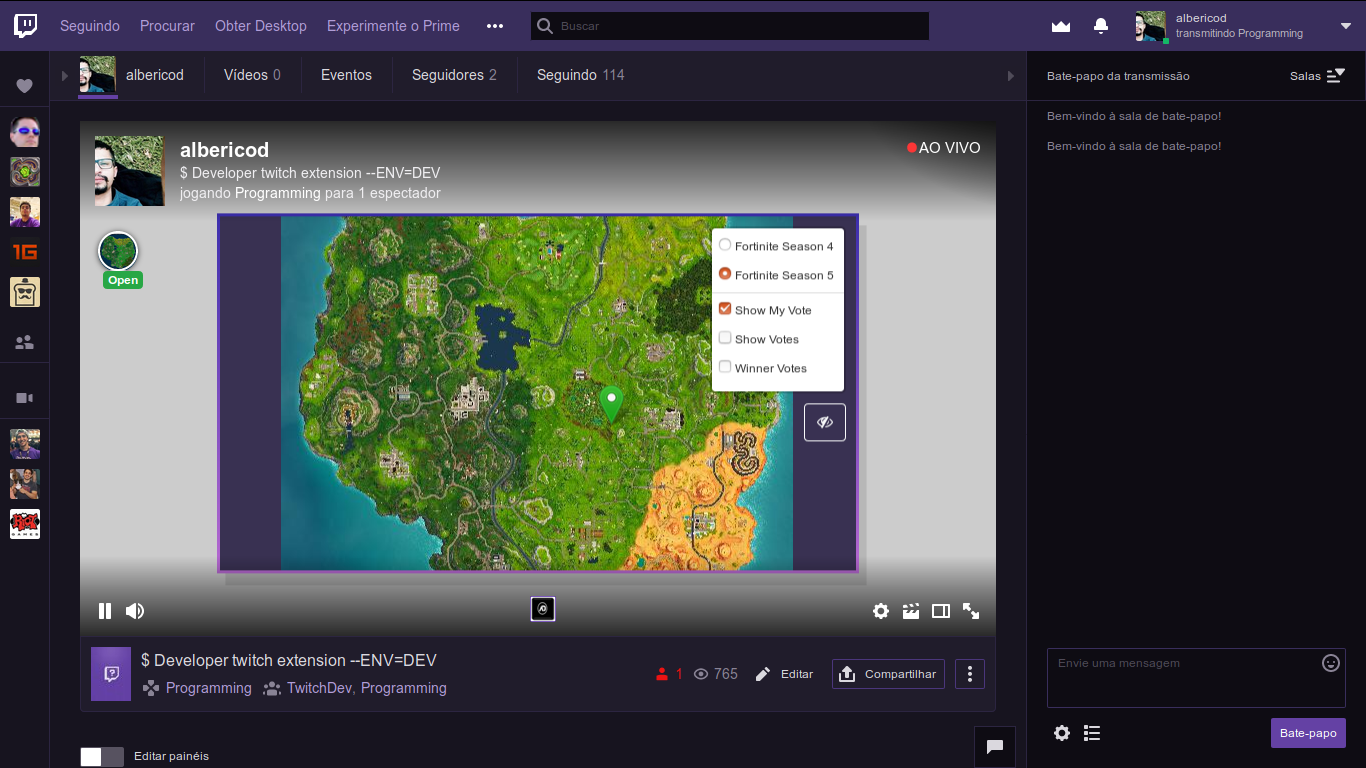 Seguindo Procurar Obter Desktop Experimente o Prime Buscar albericod
transmitindo Programming
albericod Vídeos 0 Eventos Seguidores 2 Seguindo 114
Bate-papo da transmissão Salas
Bem-vindo à sala de bate-papo!
Bem-vindo à sala de bate-papo!
albericod
AO VIVO
$ Developer twitch extension --ENV=DEV
jogando Programming para 1 espectador
Open
Fortinite Season 4
Fortinite Season 5
Show My Vote
Show Votes
Winner Votes
1G
RIOT
GAMES
$ Developer twitch extension --ENV=DEV
Programming TwitchDev, Programming
1 765 Editar Compartilhar
Editar painéis
Envie uma mensagem
Bate-papo